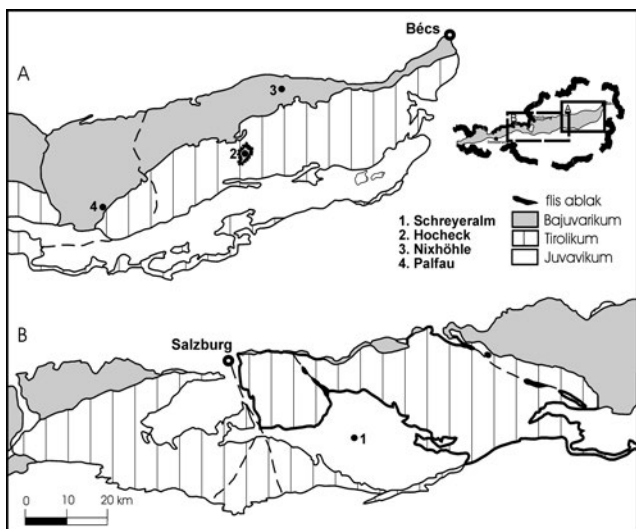 Bécs
A
3
2
4
flis ablak
Bajuvarikum
Tirolikum
Juvavikum
1. Schreyeralm
2. Hocheck
3. Nixhöhle
4. Palfau
B
Salzburg
1
0 10 20 km